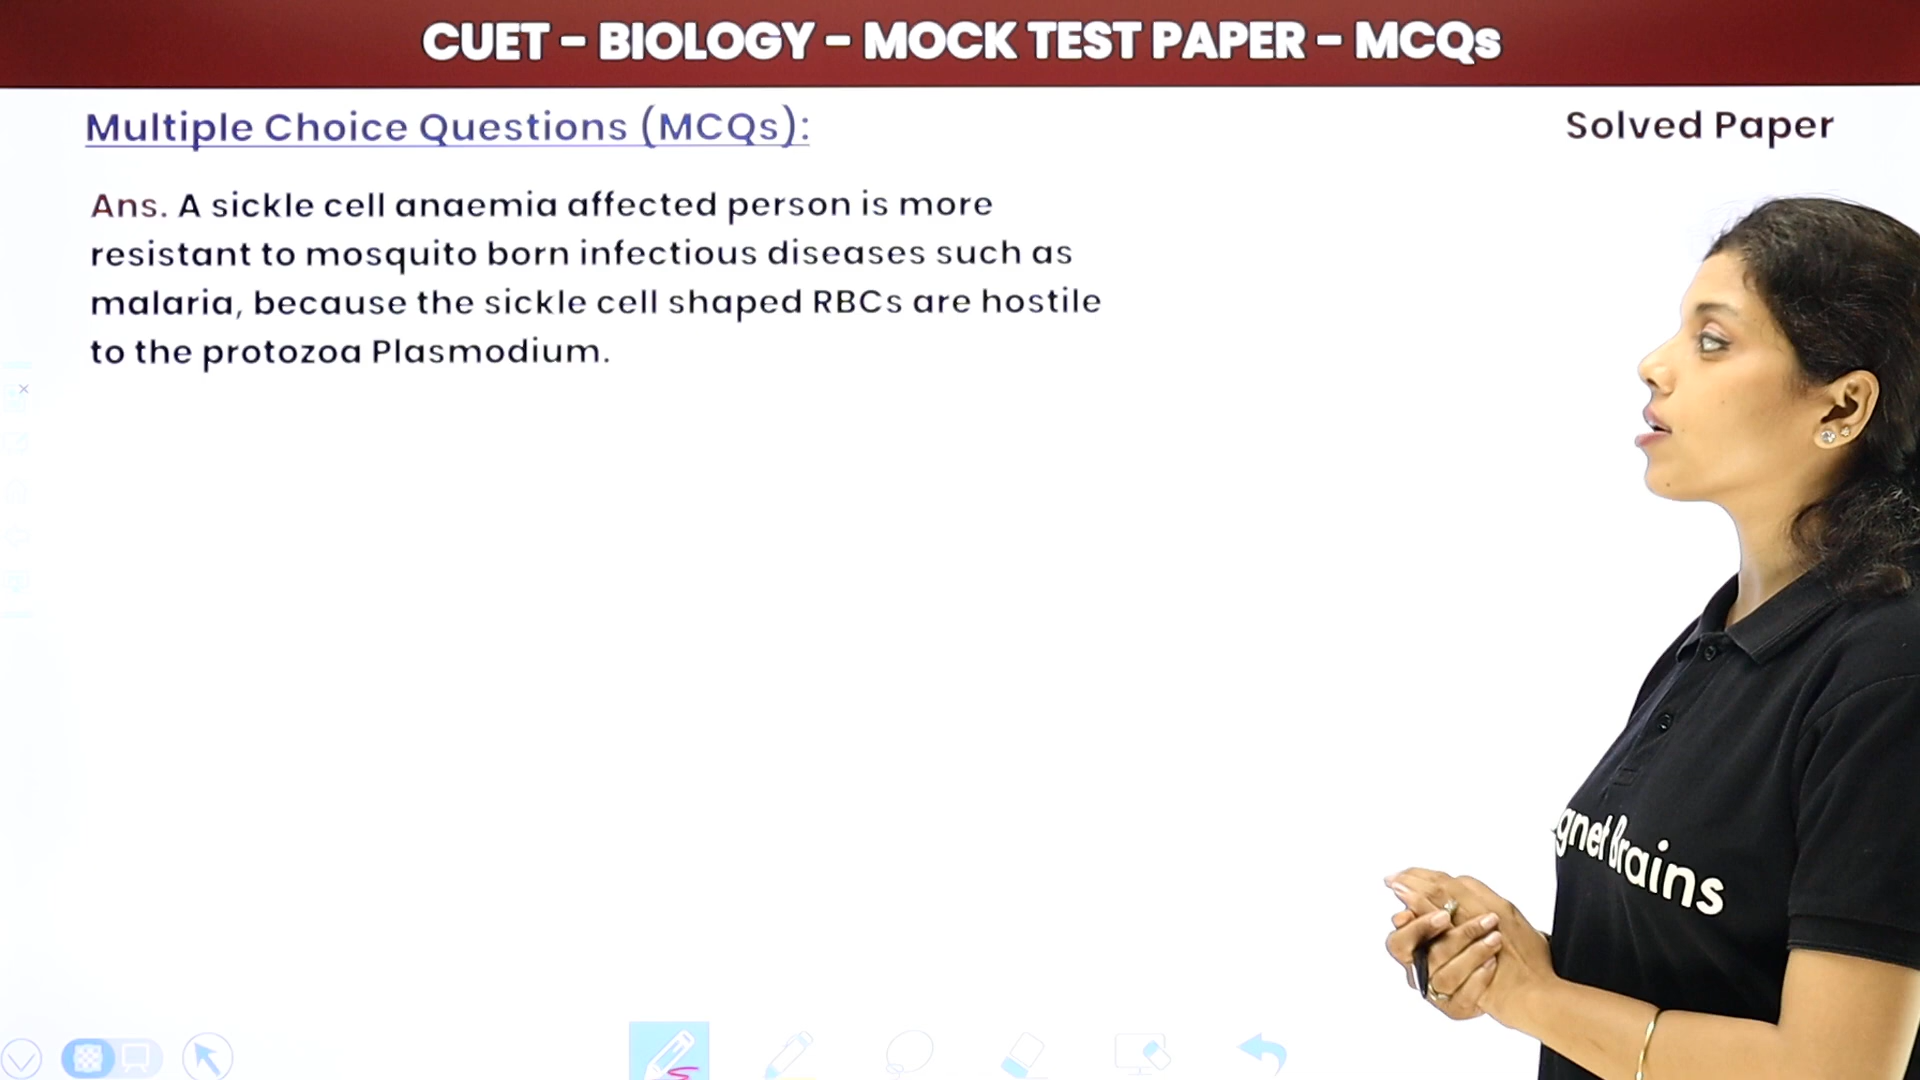 CUET - BIOLOGY - MOCK TEST PAPER - MCQs
Multiple Choice Questions (MCQs):
Solved Paper
Ans. A sickle cell anaemia affected person is more
resistant to mosquito born infectious diseases such as
malaria, because the sickle cell shaped RBCs are hostile
to the protozoa Plasmodium.
gnet Brains